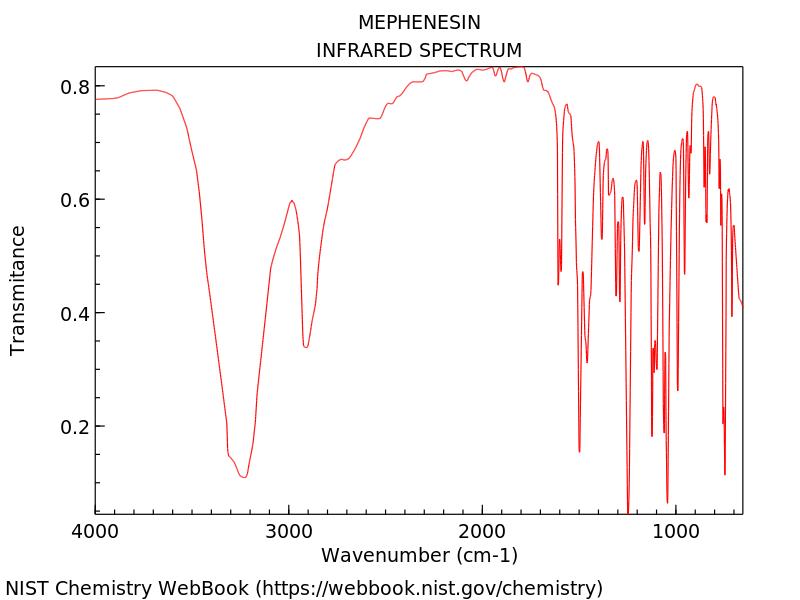 MEPHENESIN
INFRARED SPECTRUM
0.8
0.6
0.4
0.2
Transmitance
4000 3000 2000 1000
Wavenumber (cm-1)
NIST Chemistry WebBook (https://webbook.nist.gov/chemistry)